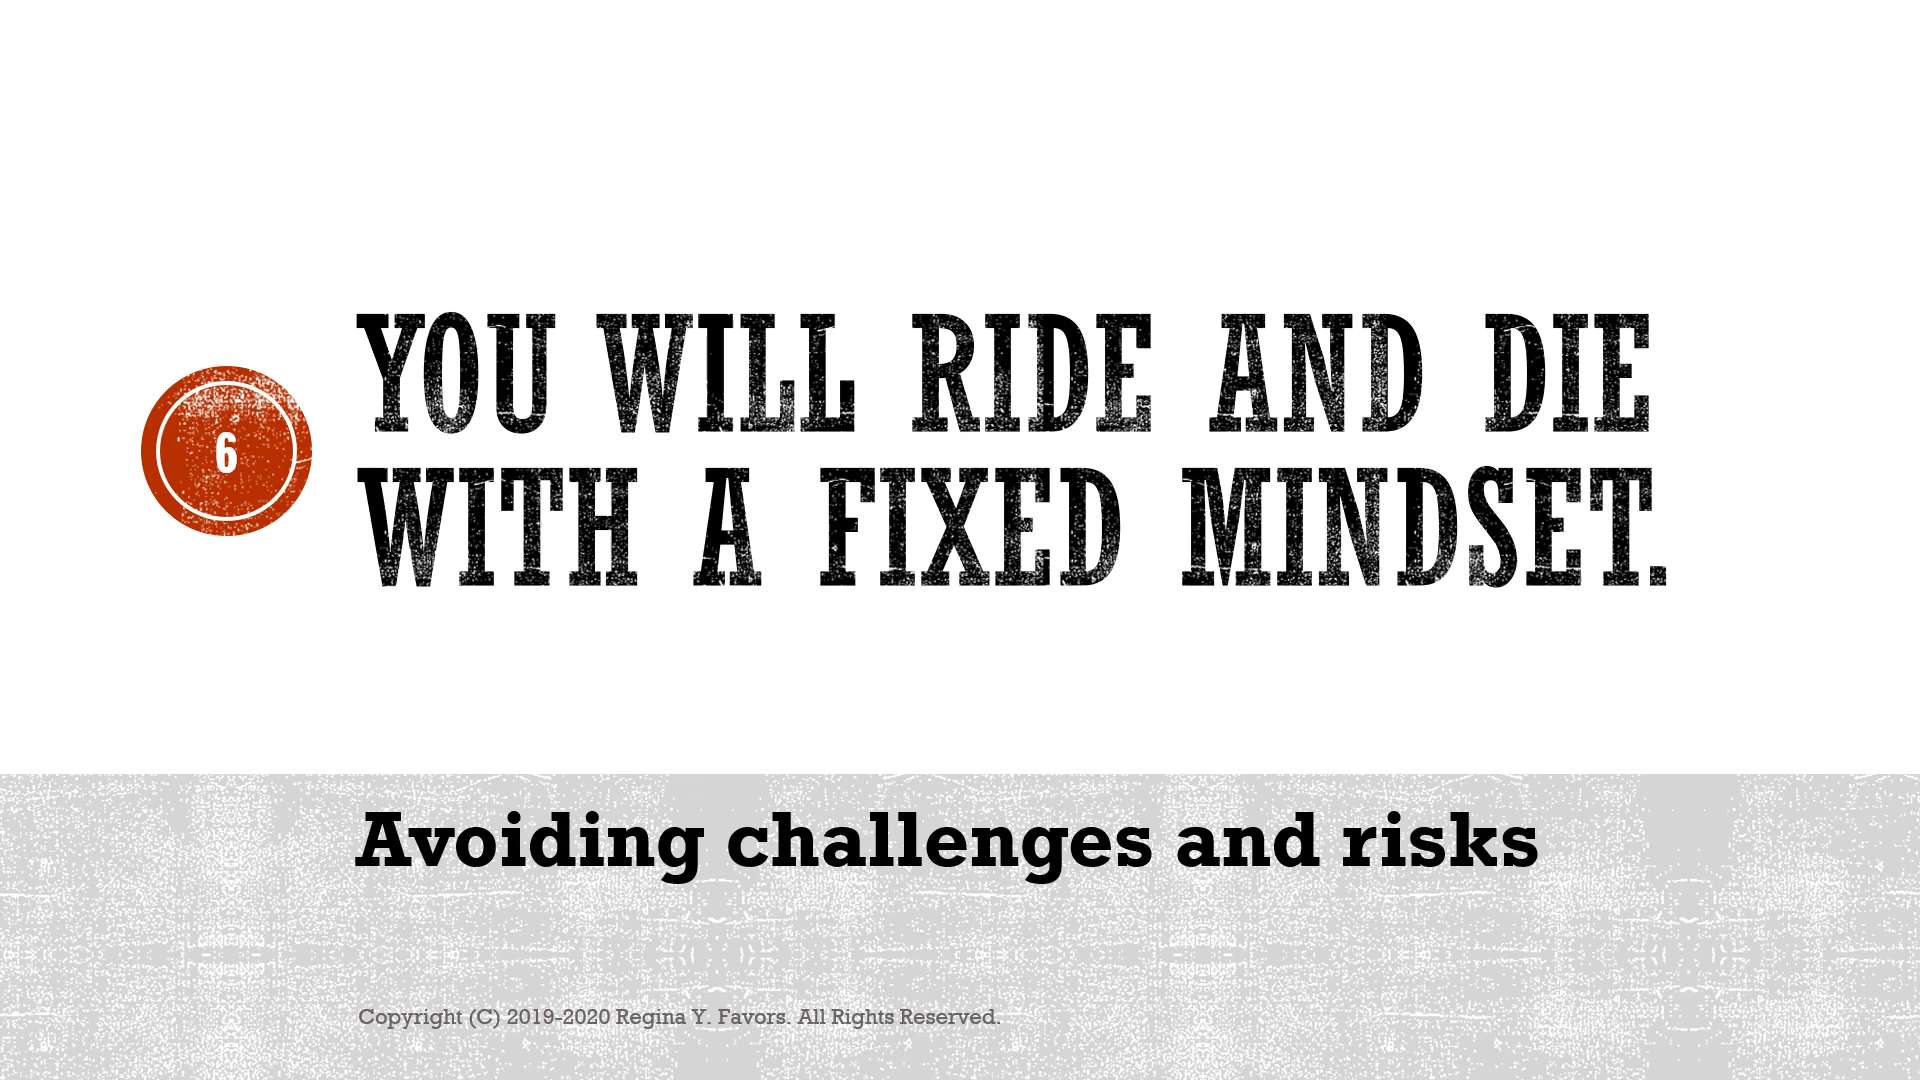 6
YOU WILL RIDE AND DIE
WITH A FIXED MINDSET.
Avoiding challenges and risks
Copyright (C) 2019-2020 Regina Y. Favors. All Rights Reserved.